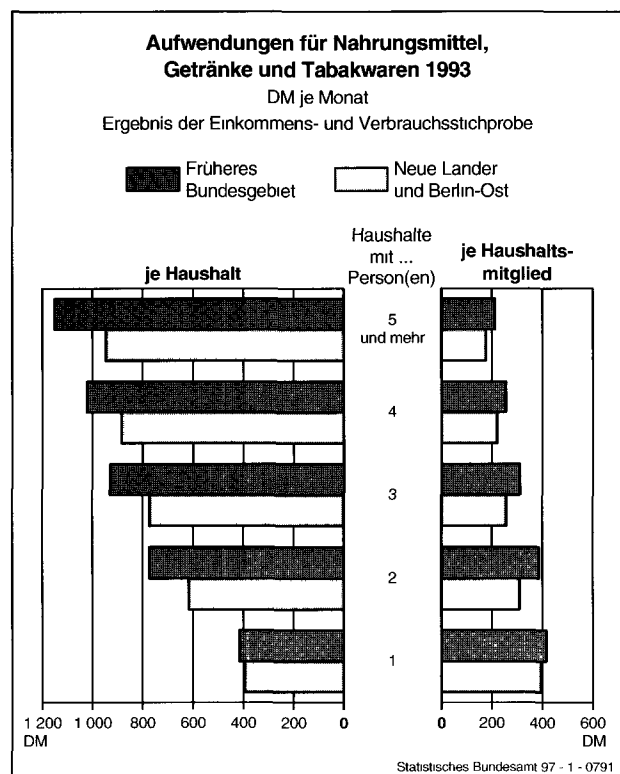 Aufwendungen für Nahrungsmittel,
Getränke und Tabakwaren 1993
DM je Monat
Ergebnis der Einkommens- und Verbrauchsstichprobe
Früheres
Bundesgebiet
Neue Lander
und Berlin-Ost
je Haushalt
Haushalte
mit ...
Person(en)
je Haushalts-
mitglied
5
und mehr
4
3
2
1
1 200 1 000 800 600 400 200 0
DM
0 200 400 600
DM
Statistisches Bundesamt 97 - 1 - 0791